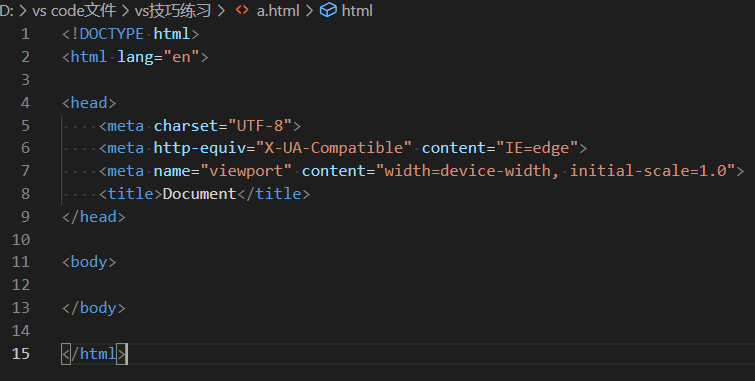 D: > vs code文件 > vs技巧练习 > <> a.html > html
1 <!DOCTYPE html>
2 <html lang="en">
3
4 <head>
5     <meta charset="UTF-8">
6     <meta http-equiv="X-UA-Compatible" content="IE=edge">
7     <meta name="viewport" content="width=device-width, initial-scale=1.0">
8     <title>Document</title>
9 </head>
10
11 <body>
12
13 </body>
14
15 </html>